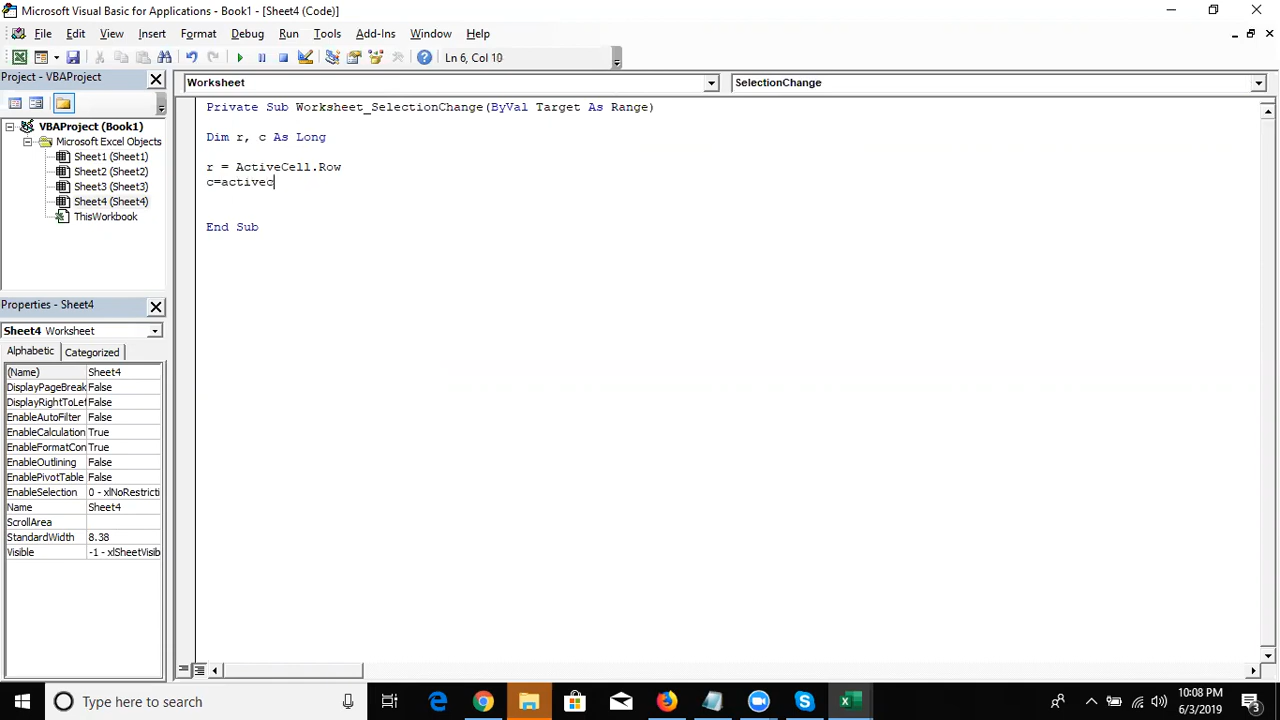 Microsoft Visual Basic for Applications - Book1 - [Sheet4 (Code)]
File Edit View Insert Format Debug Run Tools Add-Ins Window Help
Ln 6, Col 10
Project - VBAProject
Worksheet
SelectionChange
VBAProject (Book1)
Microsoft Excel Objects
Sheet1 (Sheet1)
Sheet2 (Sheet2)
Sheet3 (Sheet3)
Sheet4 (Sheet4)
ThisWorkbook
Private Sub Worksheet_SelectionChange(ByVal Target As Range)
Dim r, c As Long
r = ActiveCell.Row
c=activec
End Sub
Properties - Sheet4
Sheet4 Worksheet
Alphabetic Categorized
(Name) Sheet4
DisplayPageBreak False
DisplayRightToLef False
EnableAutoFilter False
EnableCalculation True
EnableFormatCon True
EnableOutlining False
EnablePivotTable False
EnableSelection 0 - xlNoRestricti
Name Sheet4
ScrollArea
StandardWidth 8.38
Visible -1 - xlSheetVisib
Type here to search
10:08 PM
6/3/2019
3